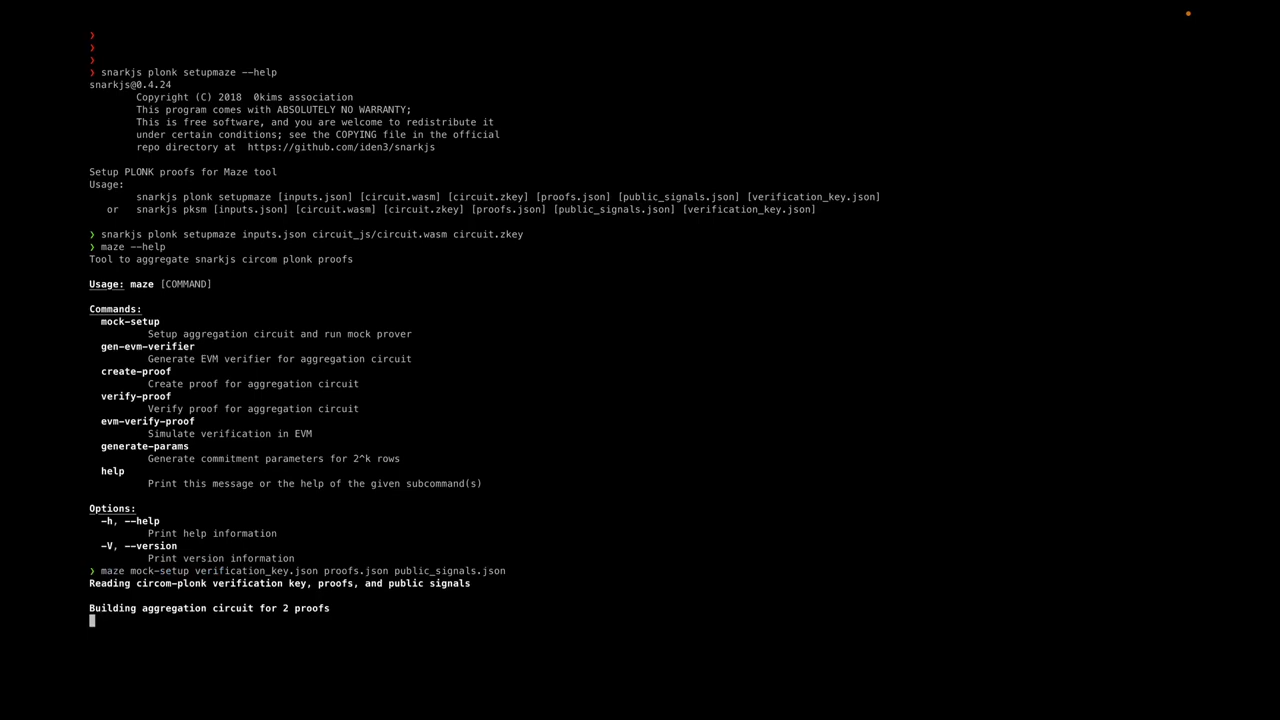 ❯
❯
❯
❯ snarkjs plonk setupmaze --help
snarkjs@0.4.24
Copyright (C) 2018  0kims association
This program comes with ABSOLUTELY NO WARRANTY;
This is free software, and you are welcome to redistribute it
under certain conditions; see the COPYING file in the official
repo directory at  https://github.com/iden3/snarkjs
Setup PLONK proofs for Maze tool
Usage:
snarkjs plonk setupmaze [inputs.json] [circuit.wasm] [circuit.zkey] [proofs.json] [public_signals.json] [verification_key.json]
or   snarkjs pksm [inputs.json] [circuit.wasm] [circuit.zkey] [proofs.json] [public_signals.json] [verification_key.json]
❯ snarkjs plonk setupmaze inputs.json circuit_js/circuit.wasm circuit.zkey
❯ maze --help
Tool to aggregate snarkjs circom plonk proofs
Usage: maze [COMMAND]
Commands:
mock-setup
Setup aggregation circuit and run mock prover
gen-evm-verifier
Generate EVM verifier for aggregation circuit
create-proof
Create proof for aggregation circuit
verify-proof
Verify proof for aggregation circuit
evm-verify-proof
Simulate verification in EVM
generate-params
Generate commitment parameters for 2^k rows
help
Print this message or the help of the given subcommand(s)
Options:
-h, --help
Print help information
-V, --version
Print version information
❯ maze mock-setup verification_key.json proofs.json public_signals.json
Reading circom-plonk verification key, proofs, and public signals
Building aggregation circuit for 2 proofs